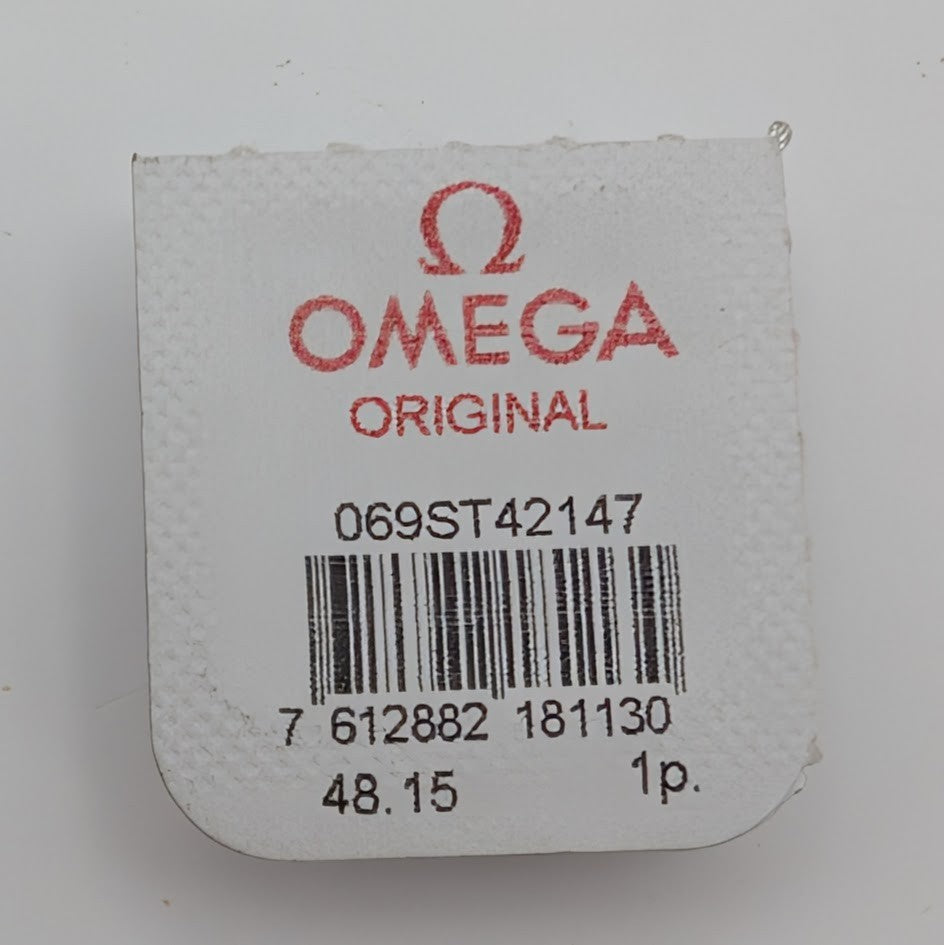 Ω
OMEGA
ORIGINAL
069ST42147
7 612882 181130
48.15 1p.